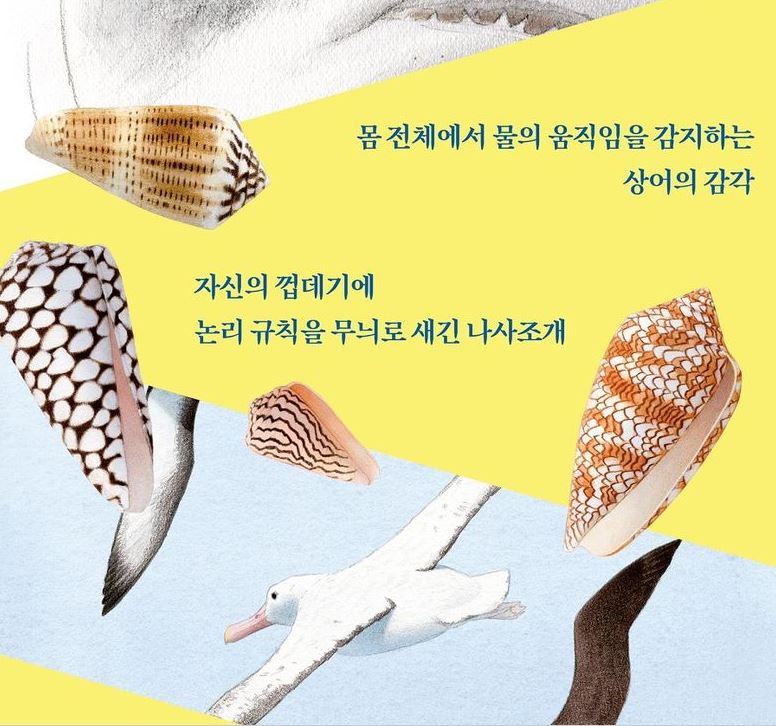 몸 전체에서 물의 움직임을 감지하는
상어의 감각
자신의 껍데기에
논리 규칙을 무늬로 새긴 나사조개